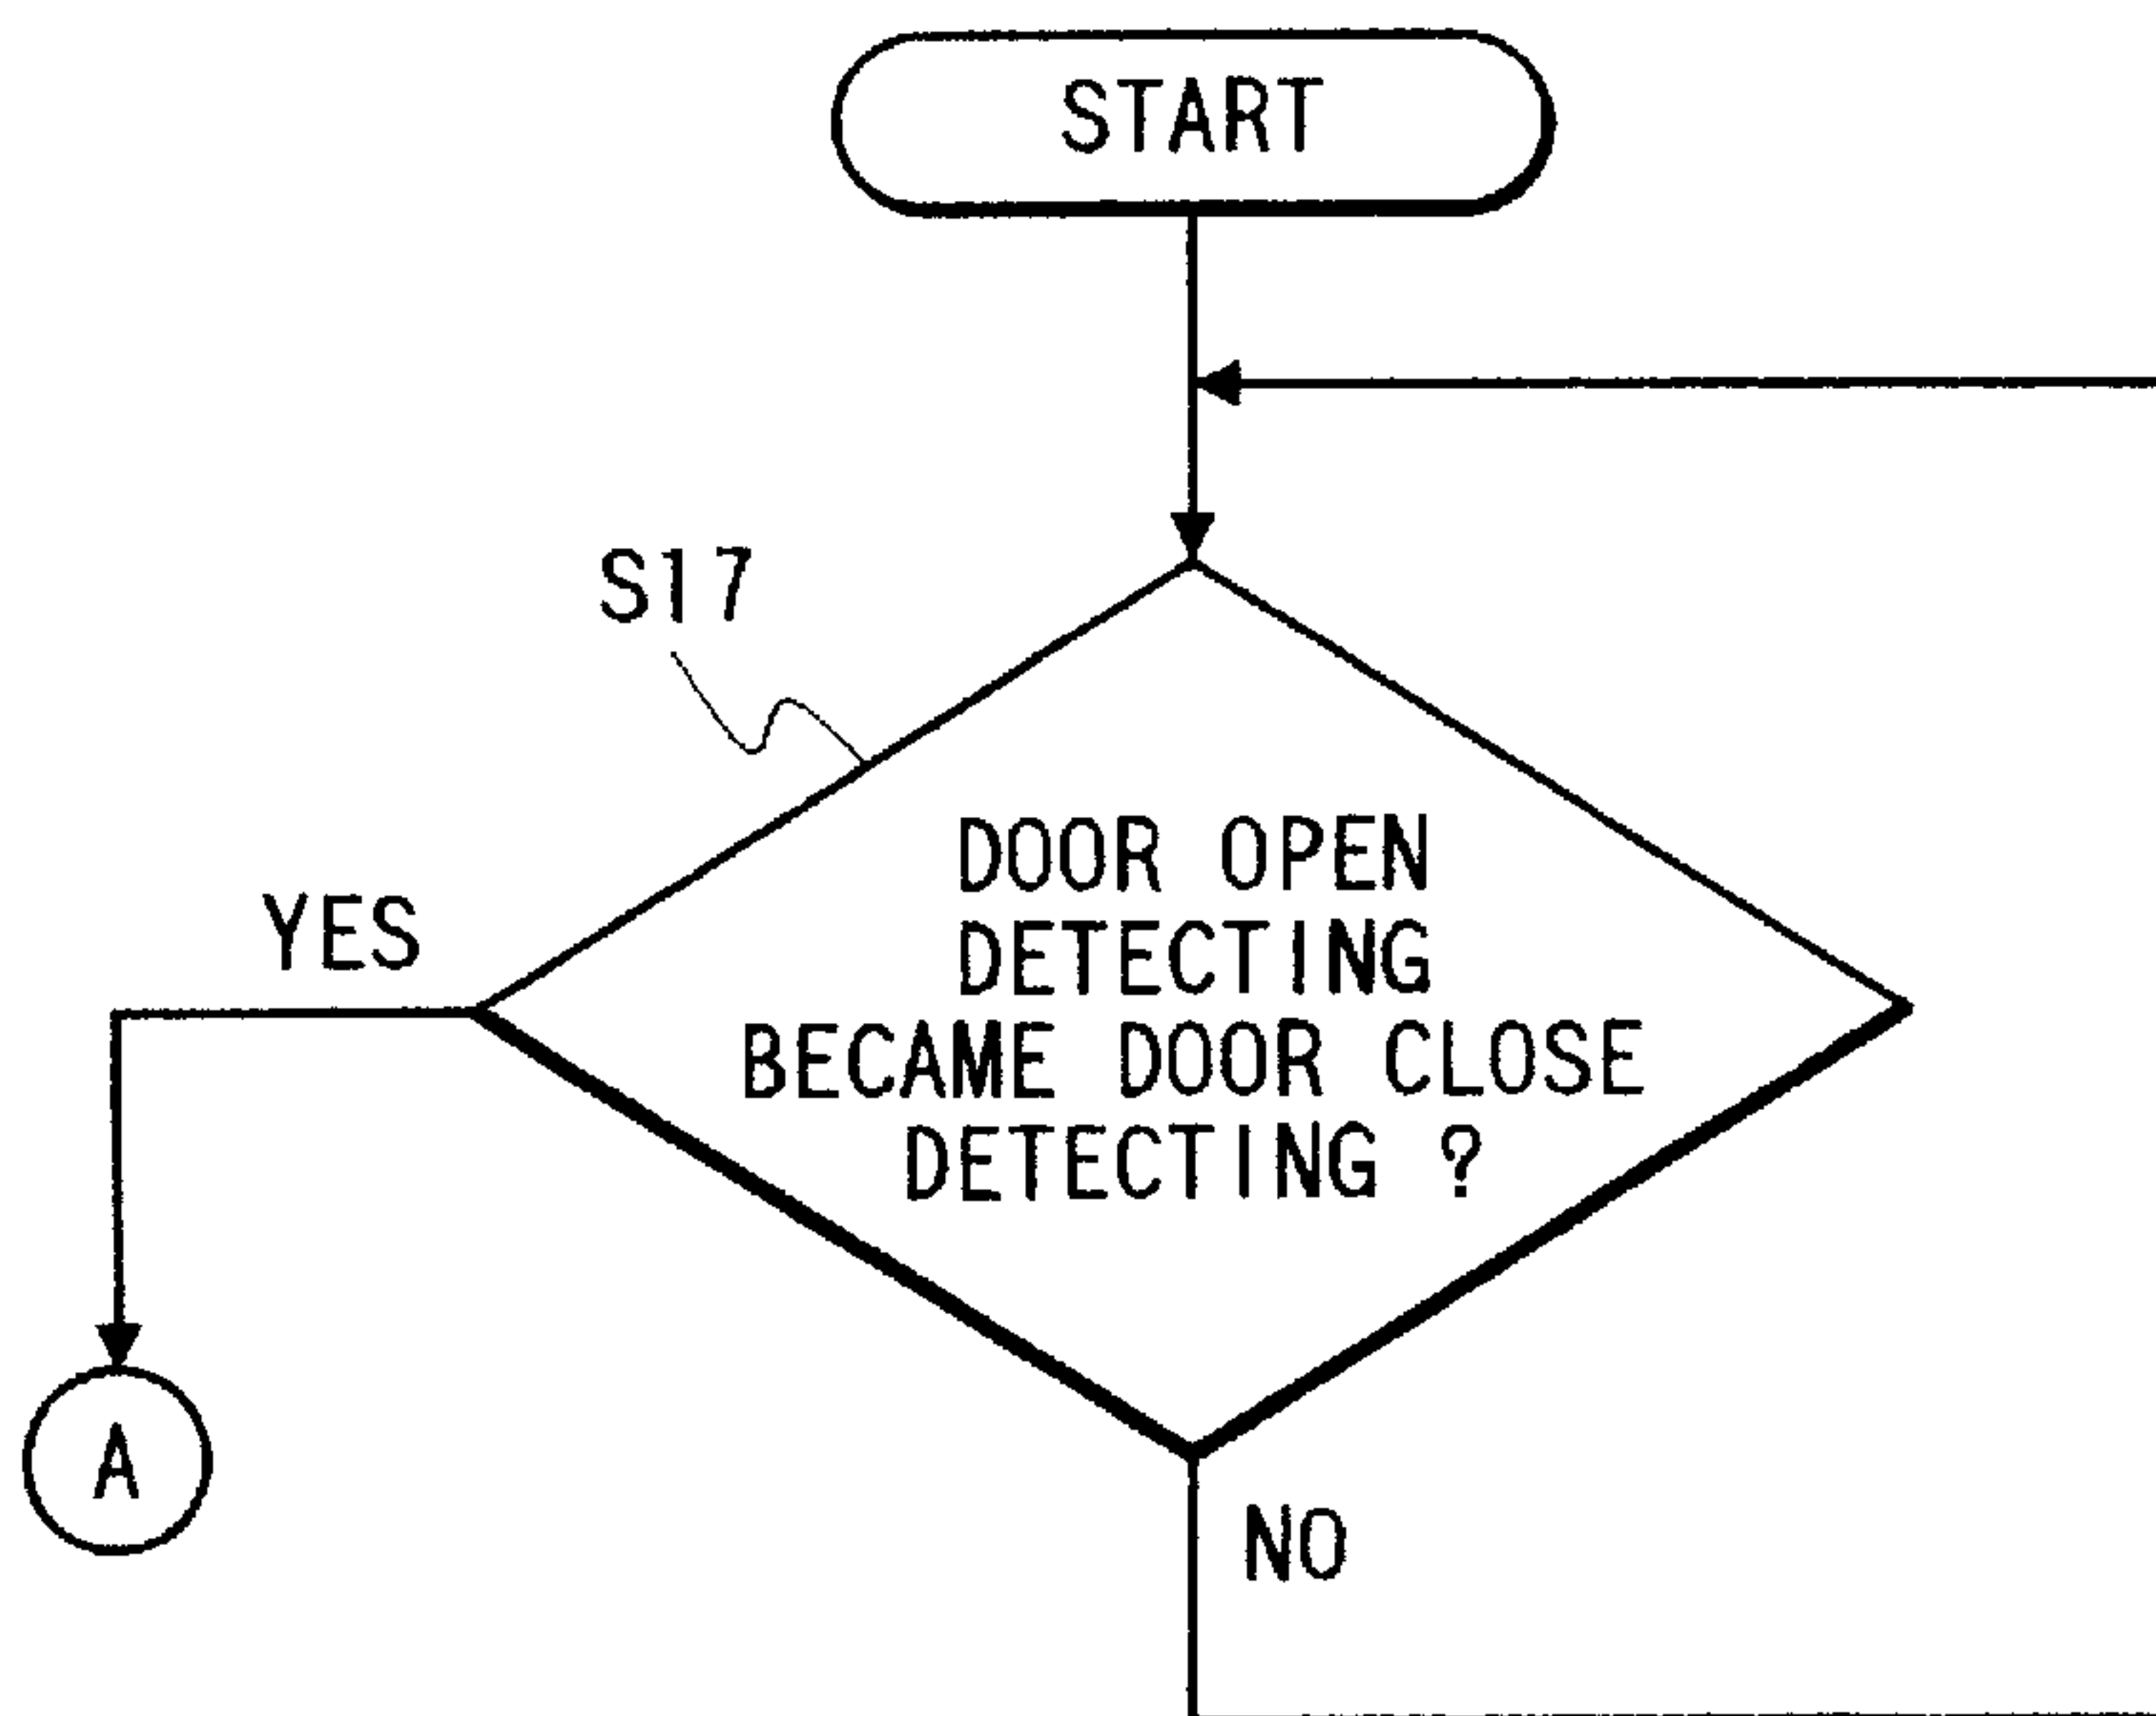 START
S17
DOOR OPEN
DETECTING
BECAME DOOR CLOSE
DETECTING ?
YES
A
NO